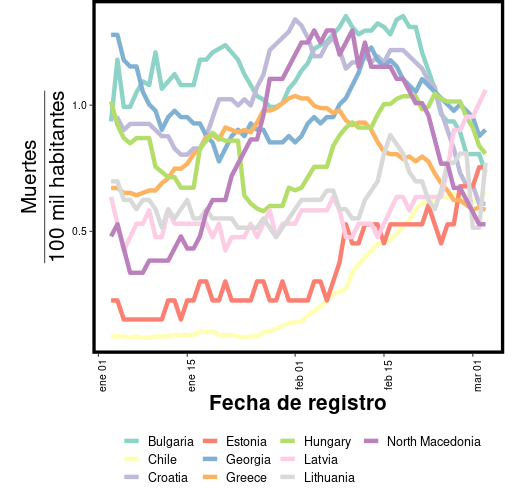 Muertes
100 mil habitantes
1.0
0.5
ene 01
ene 15
feb 01
feb 15
mar 01
Fecha de registro
Bulgaria Estonia Hungary North Macedonia
Chile Georgia Latvia
Croatia Greece Lithuania